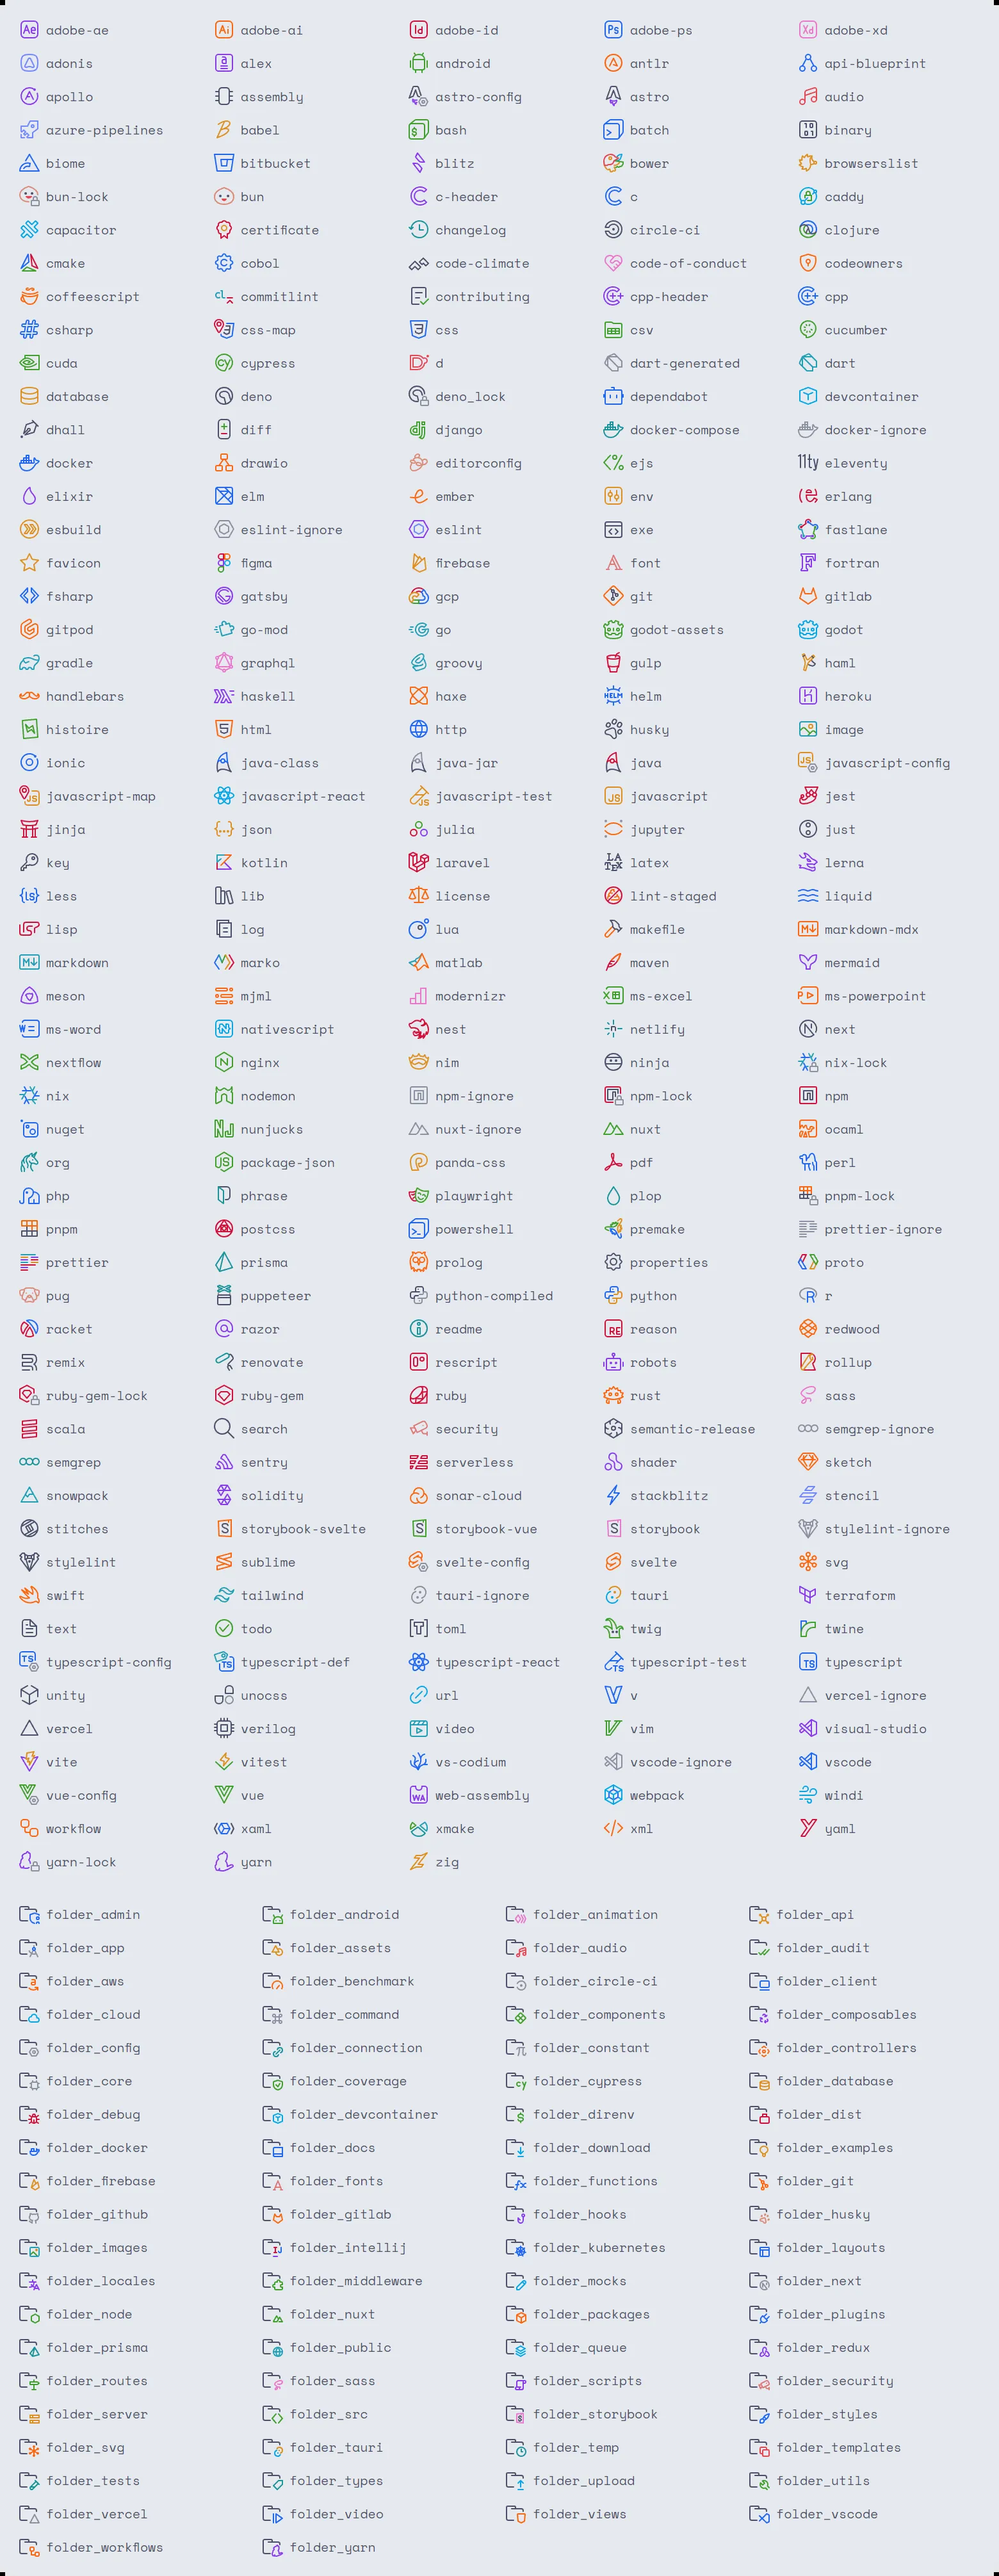 adobe-ae adobe-ai adobe-id adobe-ps adobe-xd
adonis alex android antlr api-blueprint
apollo assembly astro-config astro audio
azure-pipelines babel bash batch binary
biome bitbucket blitz bower browserslist
bun-lock bun c-header c caddy
capacitor certificate changelog circle-ci clojure
cmake cobol code-climate code-of-conduct codeowners
coffeescript commitlint contributing cpp-header cpp
csharp css-map css csv cucumber
cuda cypress d dart-generated dart
database deno deno_lock dependabot devcontainer
dhall diff django docker-compose docker-ignore
docker drawio editorconfig ejs eleventy
elixir elm ember env erlang
esbuild eslint-ignore eslint exe fastlane
favicon figma firebase font fortran
fsharp gatsby gcp git gitlab
gitpod go-mod go godot-assets godot
gradle graphql groovy gulp haml
handlebars haskell haxe helm heroku
histoire html http husky image
ionic java-class java-jar java javascript-config
javascript-map javascript-react javascript-test javascript jest
jinja json julia jupyter just
key kotlin laravel latex lerna
less lib license lint-staged liquid
lisp log lua makefile markdown-mdx
markdown marko matlab maven mermaid
meson mjml modernizr ms-excel ms-powerpoint
ms-word nativescript nest netlify next
nextflow nginx nim ninja nix-lock
nix nodemon npm-ignore npm-lock npm
nuget nunjucks nuxt-ignore nuxt ocaml
org package-json panda-css pdf perl
php phrase playwright plop pnpm-lock
pnpm postcss powershell premake prettier-ignore
prettier prisma prolog properties proto
pug puppeteer python-compiled python r
racket razor readme reason redwood
remix renovate rescript robots rollup
ruby-gem-lock ruby-gem ruby rust sass
scala search security semantic-release semgrep-ignore
semgrep sentry serverless shader sketch
snowpack solidity sonar-cloud stackblitz stencil
stitches storybook-svelte storybook-vue storybook stylelint-ignore
stylelint sublime svelte-config svelte svg
swift tailwind tauri-ignore tauri terraform
text todo toml twig twine
typescript-config typescript-def typescript-react typescript-test typescript
unity unocss url v vercel-ignore
vercel verilog video vim visual-studio
vite vitest vs-codium vscode-ignore vscode
vue-config vue web-assembly webpack windi
workflow xaml xmake xml yaml
yarn-lock yarn zig
folder_admin folder_android folder_animation folder_api
folder_app folder_assets folder_audio folder_audit
folder_aws folder_benchmark folder_circle-ci folder_client
folder_cloud folder_command folder_components folder_composables
folder_config folder_connection folder_constant folder_controllers
folder_core folder_coverage folder_cypress folder_database
folder_debug folder_devcontainer folder_direnv folder_dist
folder_docker folder_docs folder_download folder_examples
folder_firebase folder_fonts folder_functions folder_git
folder_github folder_gitlab folder_hooks folder_husky
folder_images folder_intellij folder_kubernetes folder_layouts
folder_locales folder_middleware folder_mocks folder_next
folder_node folder_nuxt folder_packages folder_plugins
folder_prisma folder_public folder_queue folder_redux
folder_routes folder_sass folder_scripts folder_security
folder_server folder_src folder_storybook folder_styles
folder_svg folder_tauri folder_temp folder_templates
folder_tests folder_types folder_upload folder_utils
folder_vercel folder_video folder_views folder_vscode
folder_workflows folder_yarn